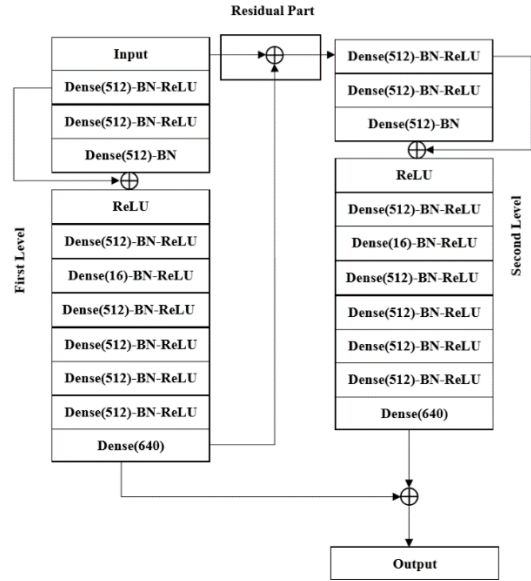 Residual Part
Input
Dense(512)-BN-ReLU
Dense(512)-BN-ReLU
Dense(512)-BN
ReLU
Dense(512)-BN-ReLU
Dense(16)-BN-ReLU
Dense(512)-BN-ReLU
Dense(512)-BN-ReLU
Dense(512)-BN-ReLU
Dense(512)-BN-ReLU
Dense(640)
First Level
Dense(512)-BN-ReLU
Dense(512)-BN-ReLU
Dense(512)-BN
ReLU
Dense(512)-BN-ReLU
Dense(16)-BN-ReLU
Dense(512)-BN-ReLU
Dense(512)-BN-ReLU
Dense(512)-BN-ReLU
Dense(512)-BN-ReLU
Dense(640)
Second Level
Output